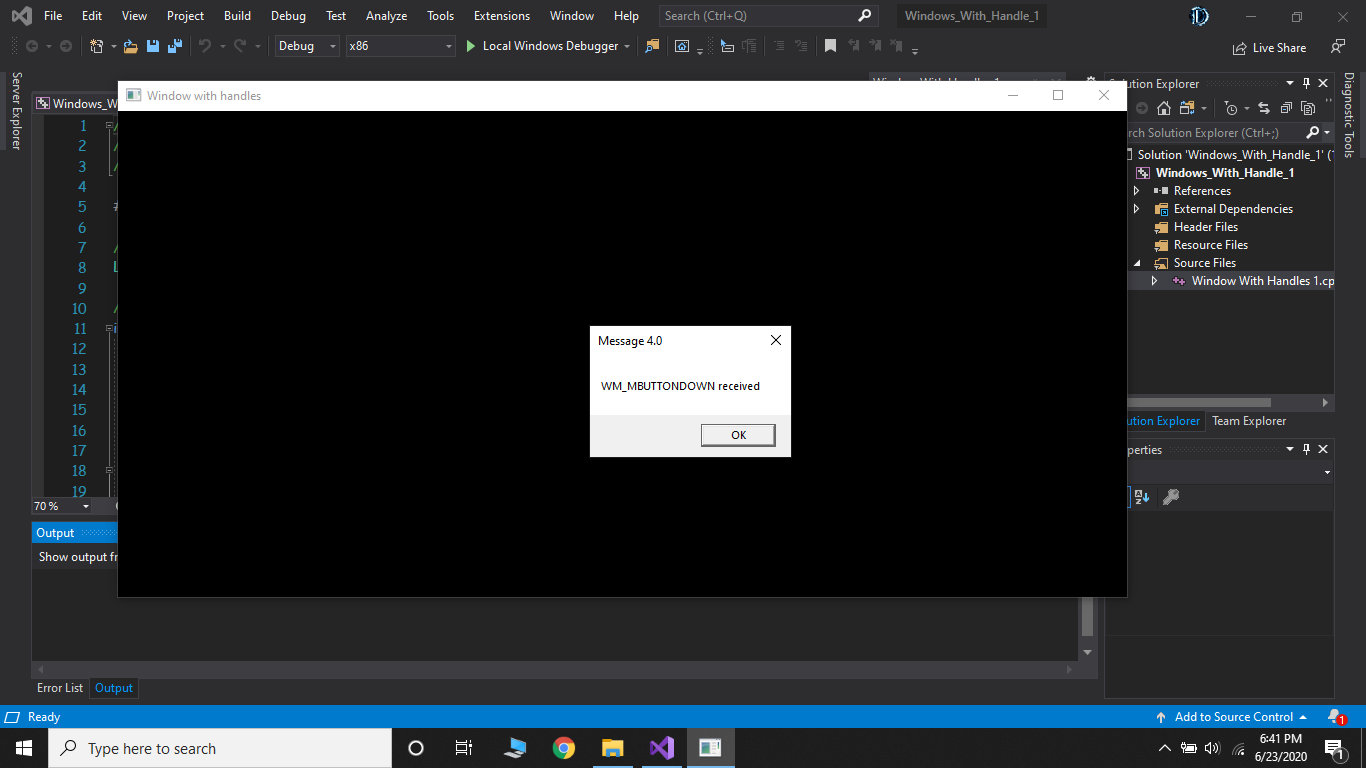 File Edit View Project Build Debug Test Analyze Tools Extensions Window Help Search (Ctrl+Q) Windows_With_Handle_1
Debug x86 Local Windows Debugger Live Share
Server Explorer
Diagnostic Tools
Window with handles
Solution Explorer
Search Solution Explorer (Ctrl+;)
Solution 'Windows_With_Handle_1' (1
Windows_With_Handle_1
References
External Dependencies
Header Files
Resource Files
Source Files
Window With Handles 1.cp
Solution Explorer Team Explorer
Properties
Windows_W
1 /
2 /
3 /
4
5 #
6
7 /
8 L
9
10 /
11 i
12
13
14
15
16
17
18
19
70 %
Message 4.0
WM_MBUTTONDOWN received
OK
Output
Show output fr
Error List Output
Ready Add to Source Control 1
Type here to search
6:41 PM
6/23/2020
1